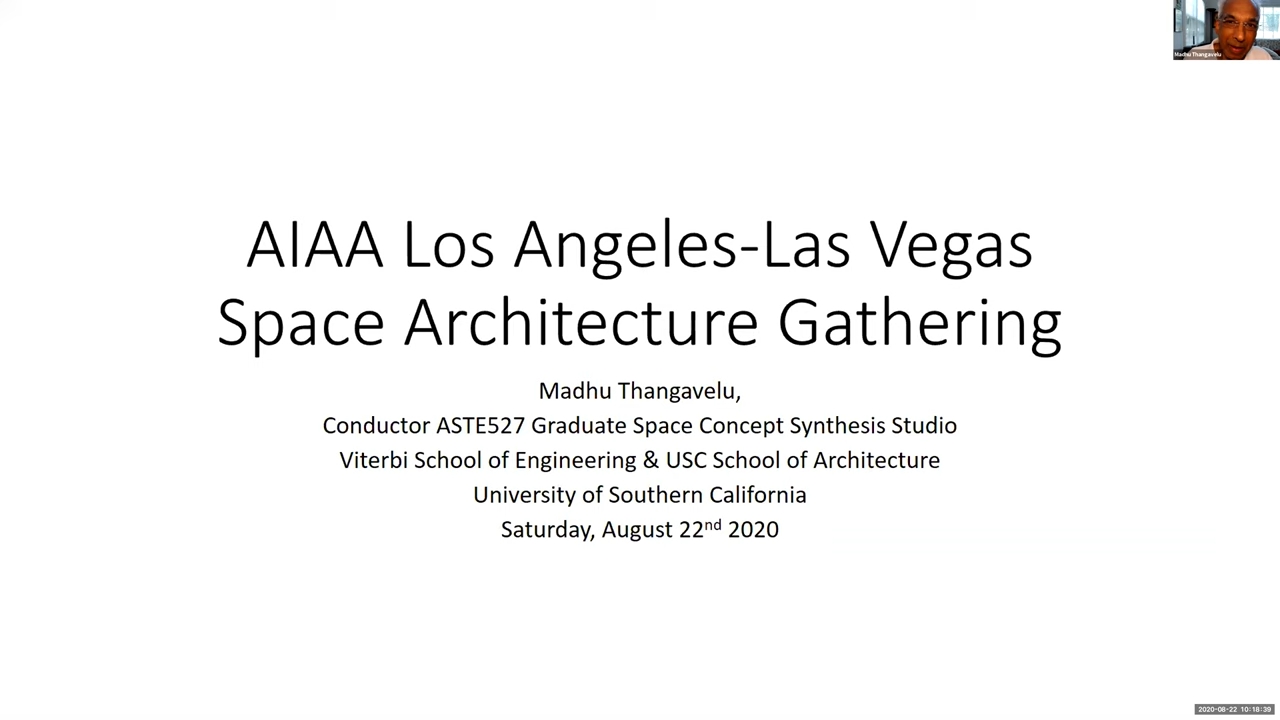 Madhu Thangavelu
AIAA Los Angeles-Las Vegas
Space Architecture Gathering
Madhu Thangavelu,
Conductor ASTE527 Graduate Space Concept Synthesis Studio
Viterbi School of Engineering & USC School of Architecture
University of Southern California
Saturday, August 22nd 2020
2020-08-22 10:18:39